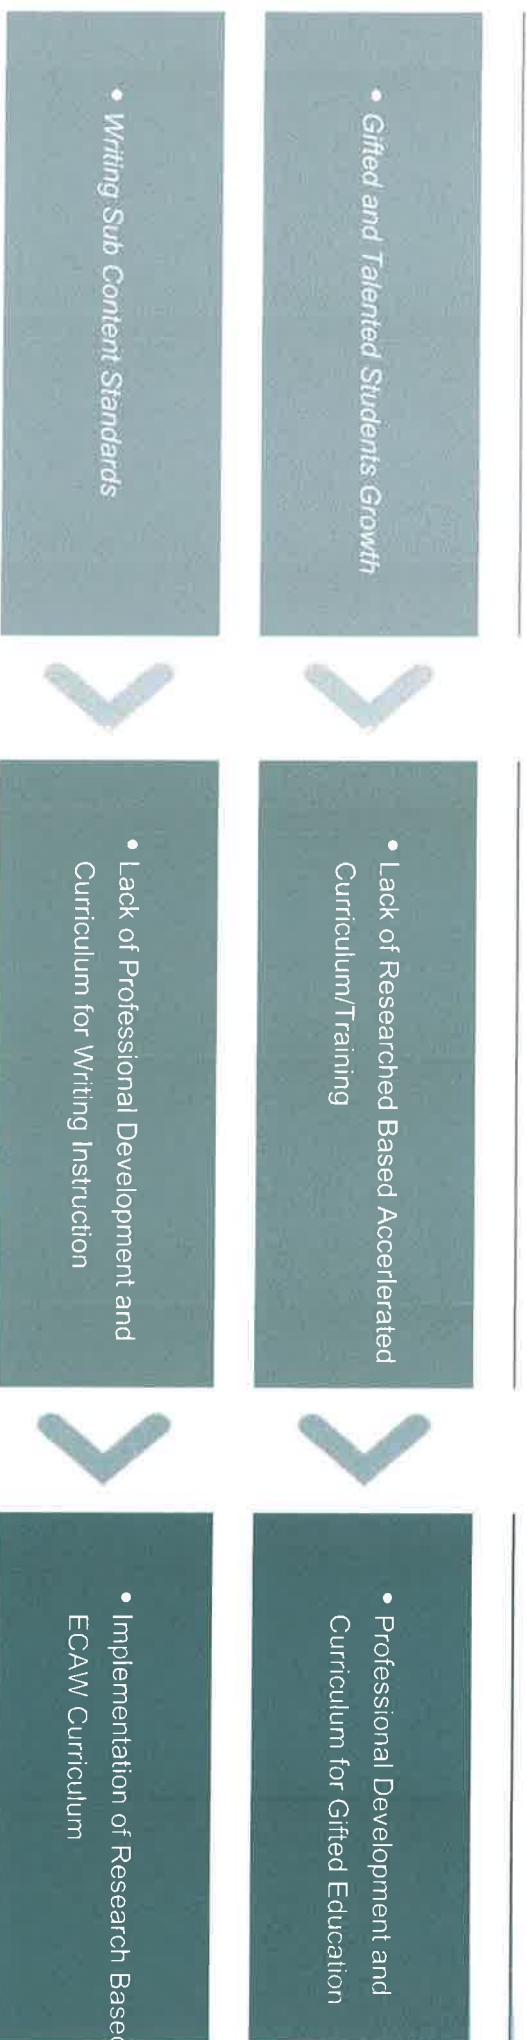 • Gifted and Talented Students Growth
• Lack of Researched Based Accerlerated
Curriculum/Training
• Professional Development and
Curriculum for Gifted Education
• Writing Sub Content Standards
• Lack of Professional Development and
Curriculum for Writing Instruction
• Implementation of Research Based
ECAW Curriculum